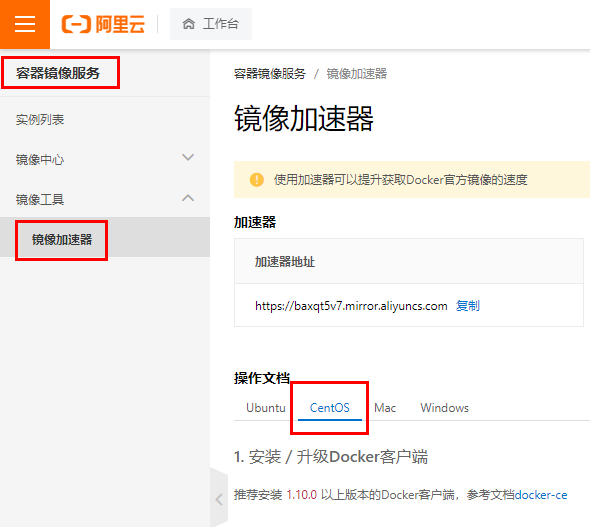 阿里云 工作台
容器镜像服务
实例列表
镜像中心
镜像工具
镜像加速器
容器镜像服务 / 镜像加速器
镜像加速器
使用加速器可以提升获取Docker官方镜像的速度
加速器
加速器地址
https://baxqt5v7.mirror.aliyuncs.com 复制
操作文档
Ubuntu CentOS Mac Windows
1. 安装 / 升级Docker客户端
推荐安装 1.10.0 以上版本的Docker客户端，参考文档docker-ce